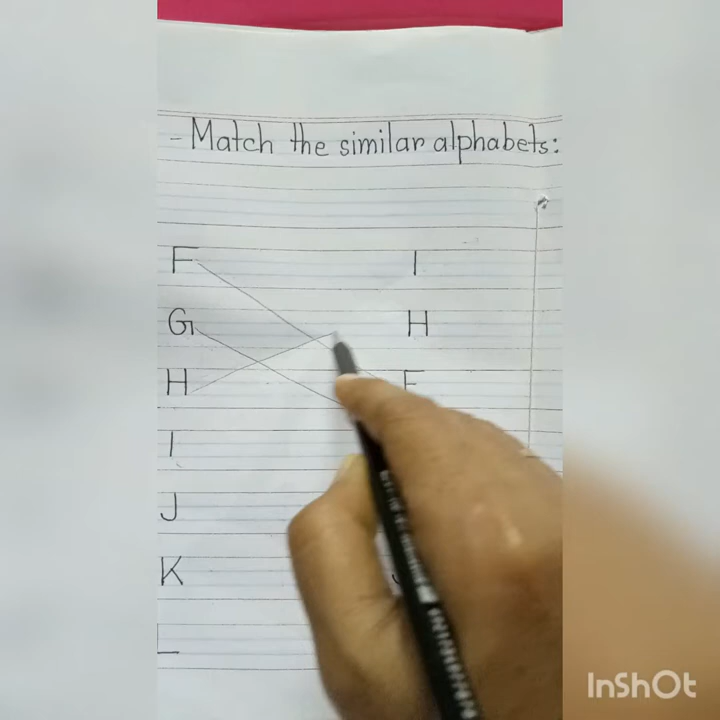 - Match the similar alphabets:
F I
G H
H F
I
J
K
L
InShOt